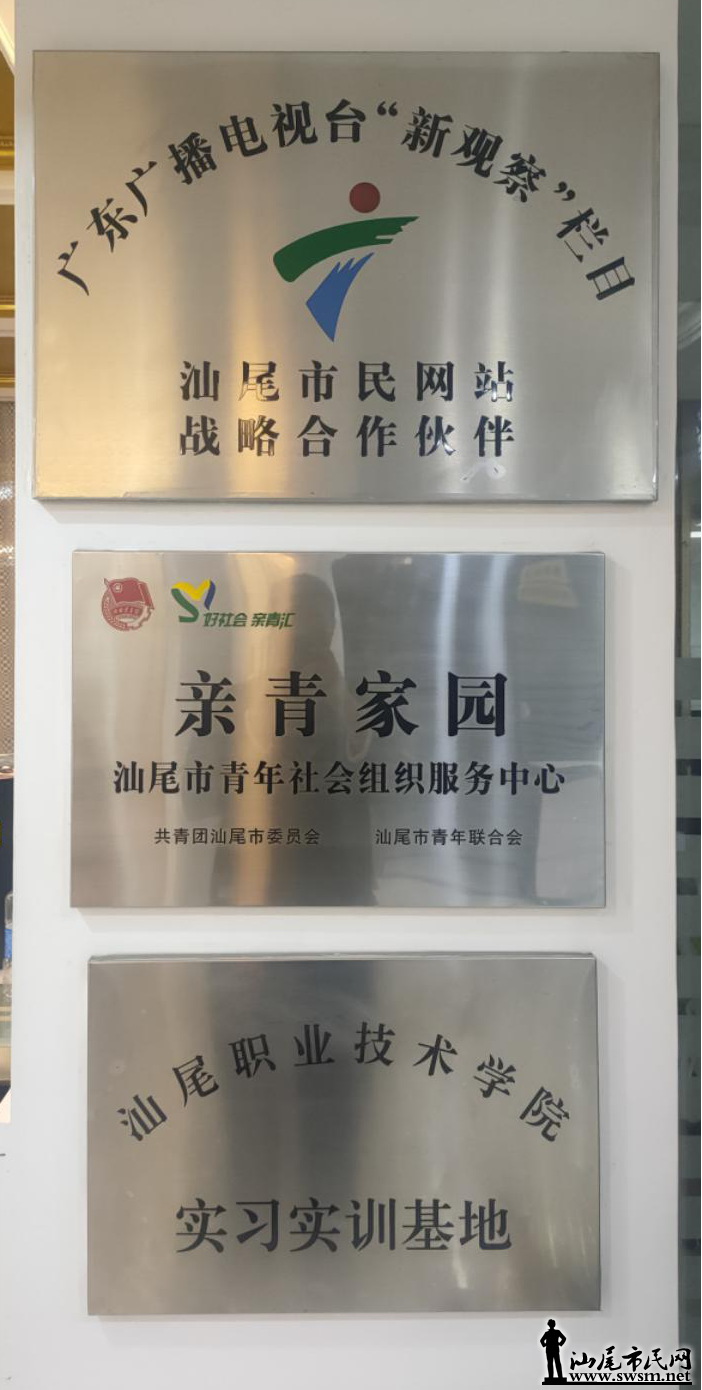 广东广播电视台“新观察”栏目
汕尾市民网站
战略合作伙伴
好社会 亲青汇
亲青家园
汕尾市青年社会组织服务中心
共青团汕尾市委员会 汕尾市青年联合会
汕尾职业技术学院
实习实训基地
汕尾市民网
www.swsm.net